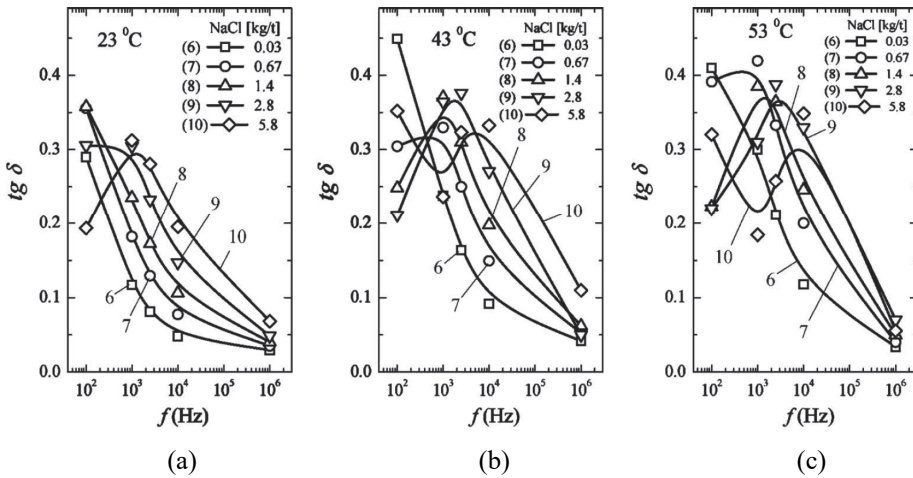 23 ⁰C
NaCl [kg/t]
(6) 0.03
(7) 0.67
(8) 1.4
(9) 2.8
(10) 5.8
0.4
0.3
0.2
0.1
0.0
tg δ
6
7
8
9
10
10² 10³ 10⁴ 10⁵ 10⁶
f (Hz)
(a)
43 ⁰C
NaCl [kg/t]
(6) 0.03
(7) 0.67
(8) 1.4
(9) 2.8
(10) 5.8
0.4
0.3
0.2
0.1
0.0
tg δ
6
7
8
9
10
10² 10³ 10⁴ 10⁵ 10⁶
f (Hz)
(b)
53 ⁰C
NaCl [kg/t]
(6) 0.03
(7) 0.67
(8) 1.4
(9) 2.8
(10) 5.8
0.4
0.3
0.2
0.1
0.0
tg δ
8
9
10
6
7
10² 10³ 10⁴ 10⁵ 10⁶
f (Hz)
(c)